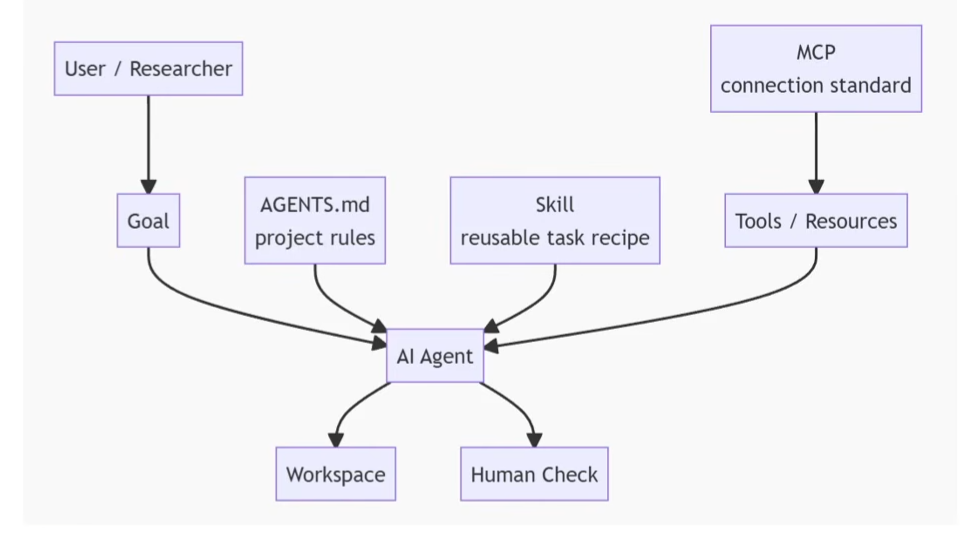 User / Researcher
MCP
connection standard
Goal
AGENTS.md
project rules
Skill
reusable task recipe
Tools / Resources
AI Agent
Workspace
Human Check